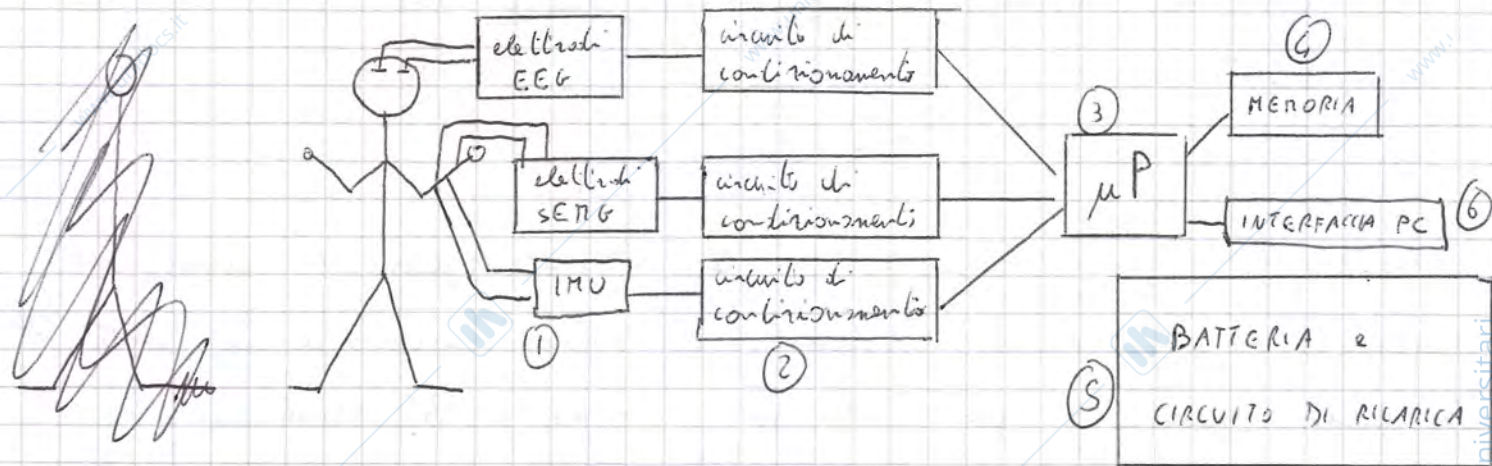 elettrodi
EEG
circuito di
condizionamento
elettrodi
sEMG
circuito di
condizionamenti
IMU
①
circuito di
condizionamento
②
③
μP
④
MEMORIA
INTERFACCIA PC
⑥
⑤
BATTERIA e
CIRCUITO DI RICARICA